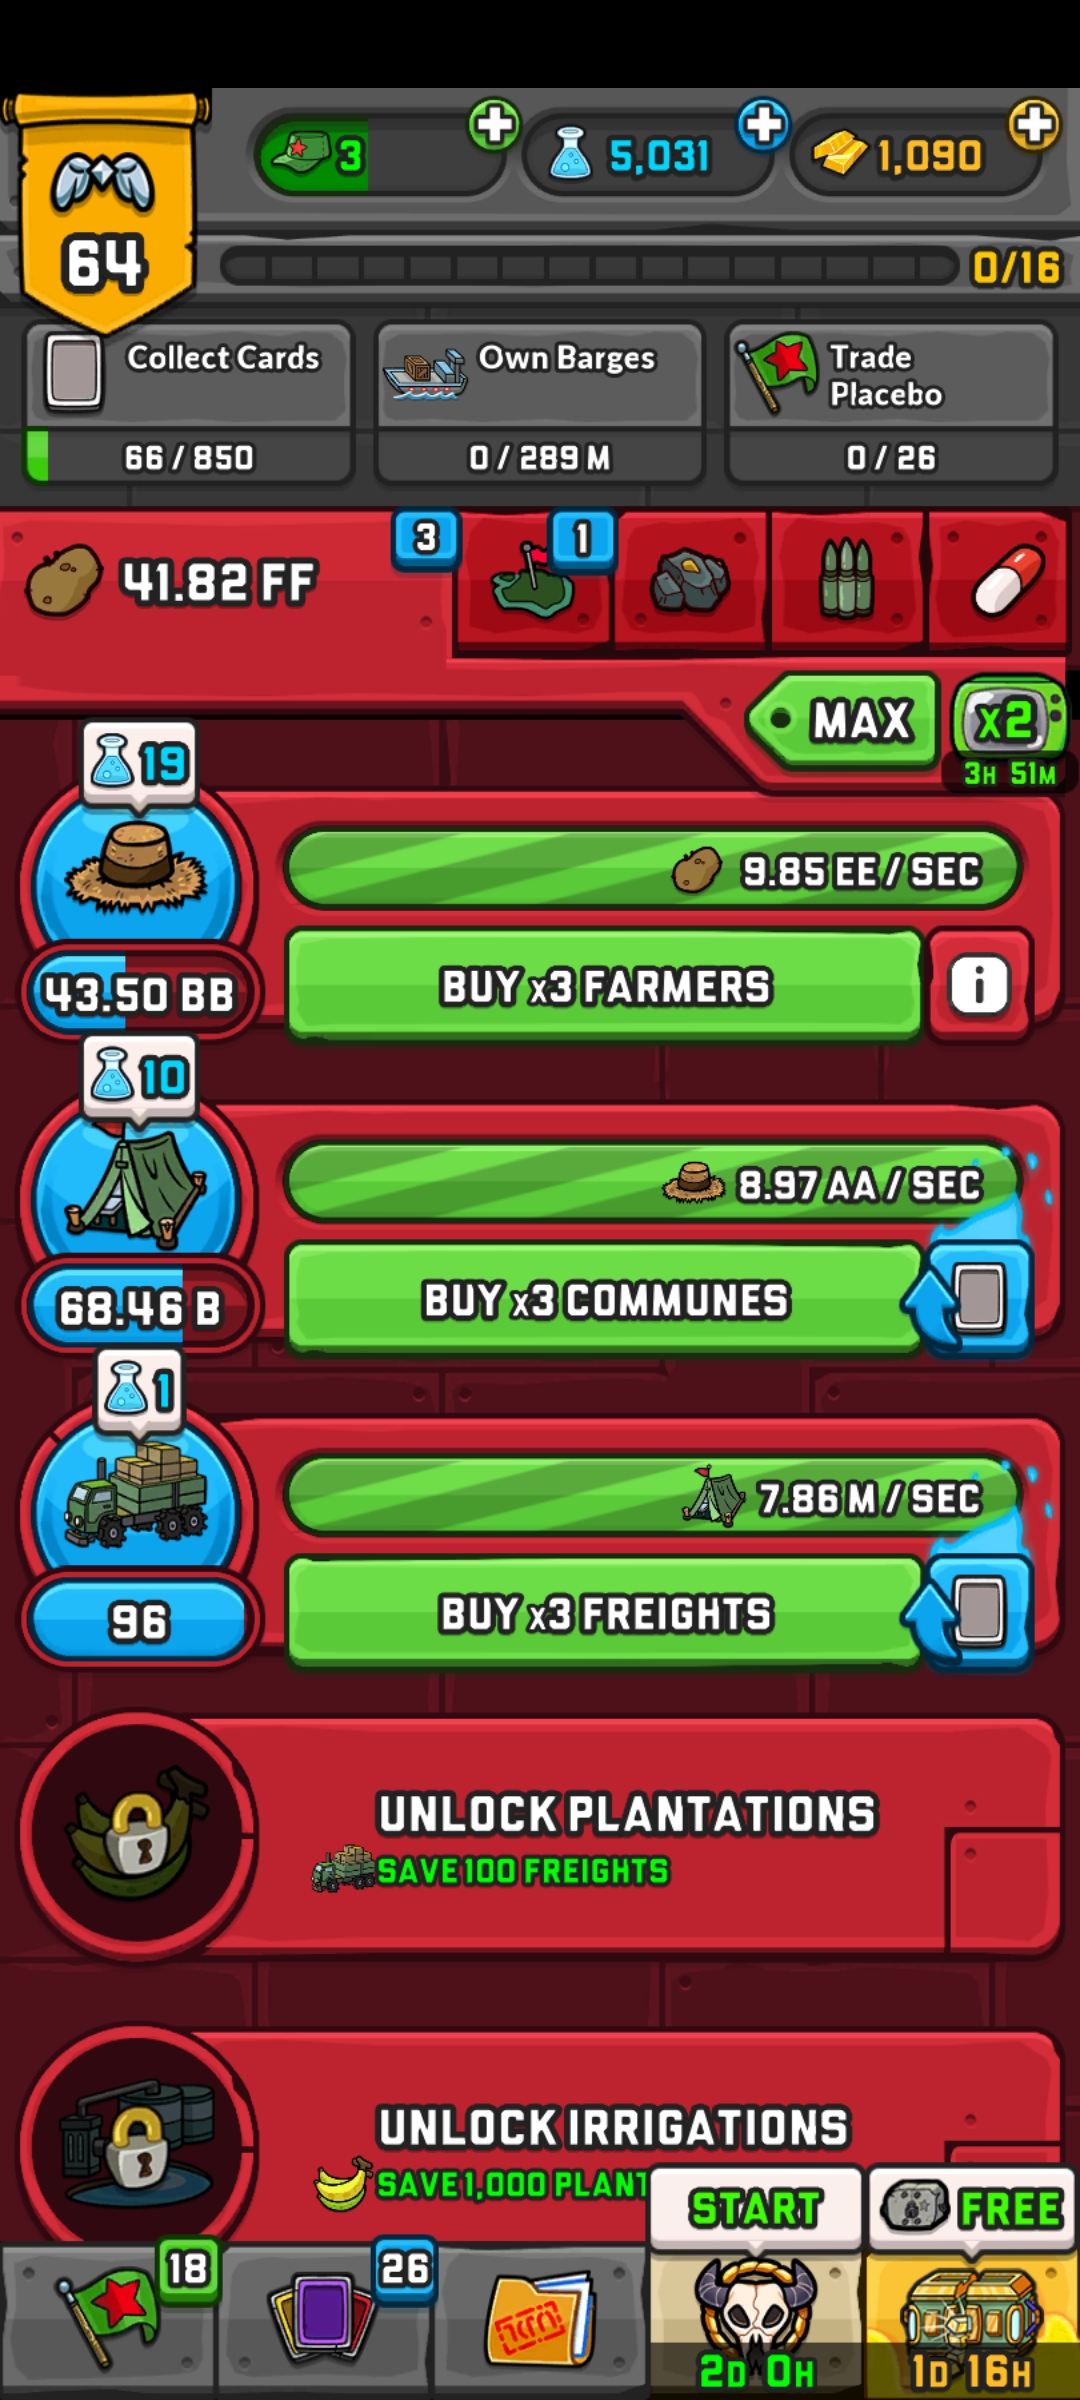 64
3
5,031
1,090
0/16
Collect Cards
66 / 850
Own Barges
0 / 289 M
Trade
Placebo
0 / 26
41.82 FF
3
1
MAX
x2
3H 51M
19
9.85 EE / SEC
43.50 BB
BUY x3 FARMERS
i
10
8.97 AA / SEC
68.46 B
BUY x3 COMMUNES
1
7.86 M / SEC
96
BUY x3 FREIGHTS
UNLOCK PLANTATIONS
SAVE 100 FREIGHTS
UNLOCK IRRIGATIONS
SAVE 1,000 PLANT
START
FREE
18
26
2D 0H
1D 16H